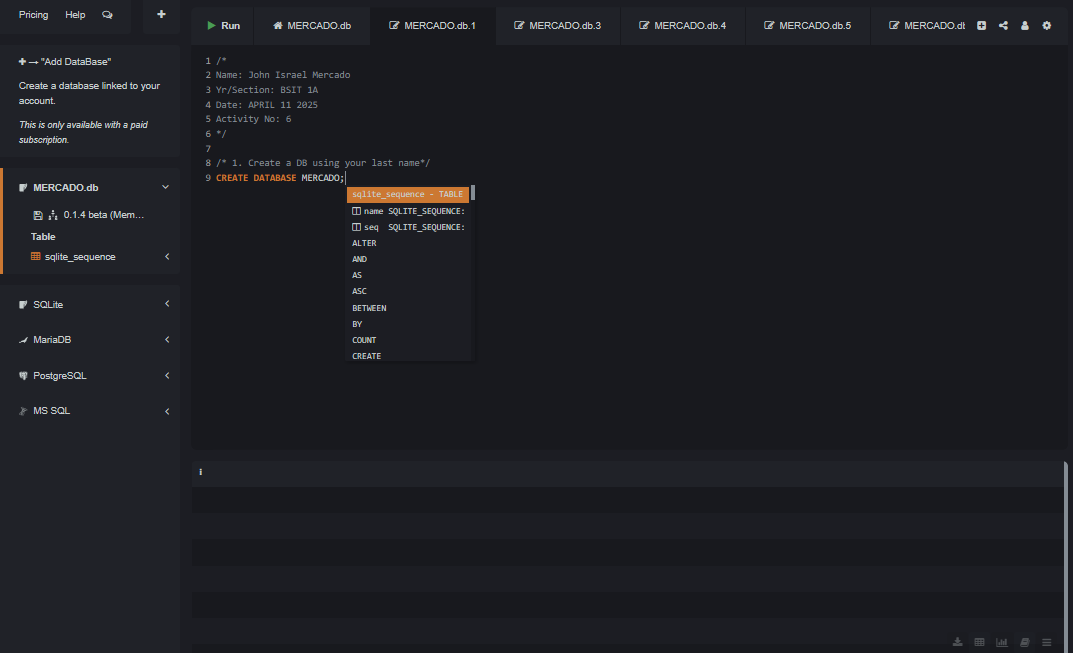 Pricing Help
Run MERCADO.db MERCADO.db.1 MERCADO.db.3 MERCADO.db.4 MERCADO.db.5 MERCADO.db
"Add DataBase"
Create a database linked to your
account.
This is only available with a paid
subscription.
MERCADO.db
0.1.4 beta (Mem...
Table
sqlite_sequence
SQLite
MariaDB
PostgreSQL
MS SQL
1 /*
2 Name: John Israel Mercado
3 Yr/Section: BSIT 1A
4 Date: APRIL 11 2025
5 Activity No: 6
6 */
7
8 /* 1. Create a DB using your last name*/
9 CREATE DATABASE MERCADO;
sqlite_sequence - TABLE
name SQLITE_SEQUENCE:
seq SQLITE_SEQUENCE:
ALTER
AND
AS
ASC
BETWEEN
BY
COUNT
CREATE
i